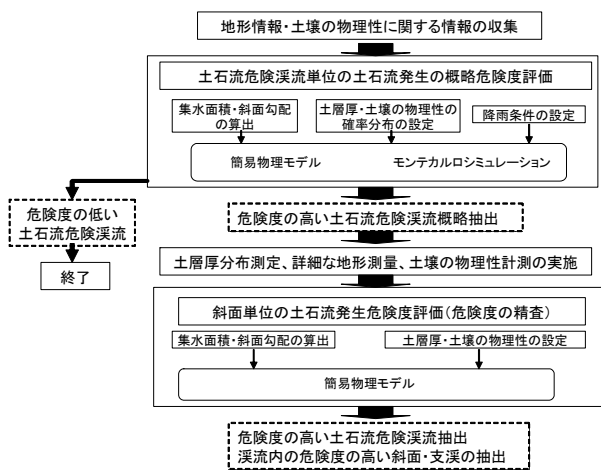 地形情報・土壌の物理性に関する情報の収集
土石流危険渓流単位の土石流発生の概略危険度評価
集水面積・斜面勾配
の算出
土層厚・土壌の物理性の
確率分布の設定
降雨条件の設定
簡易物理モデル
モンテカルロシミュレーション
危険度の低い
土石流危険渓流
終了
危険度の高い土石流危険渓流概略抽出
土層厚分布測定、詳細な地形測量、土壌の物理性計測の実施
斜面単位の土石流発生危険度評価(危険度の精査)
集水面積・斜面勾配の算出
土層厚・土壌の物理性の設定
簡易物理モデル
危険度の高い土石流危険渓流抽出
渓流内の危険度の高い斜面・支渓の抽出